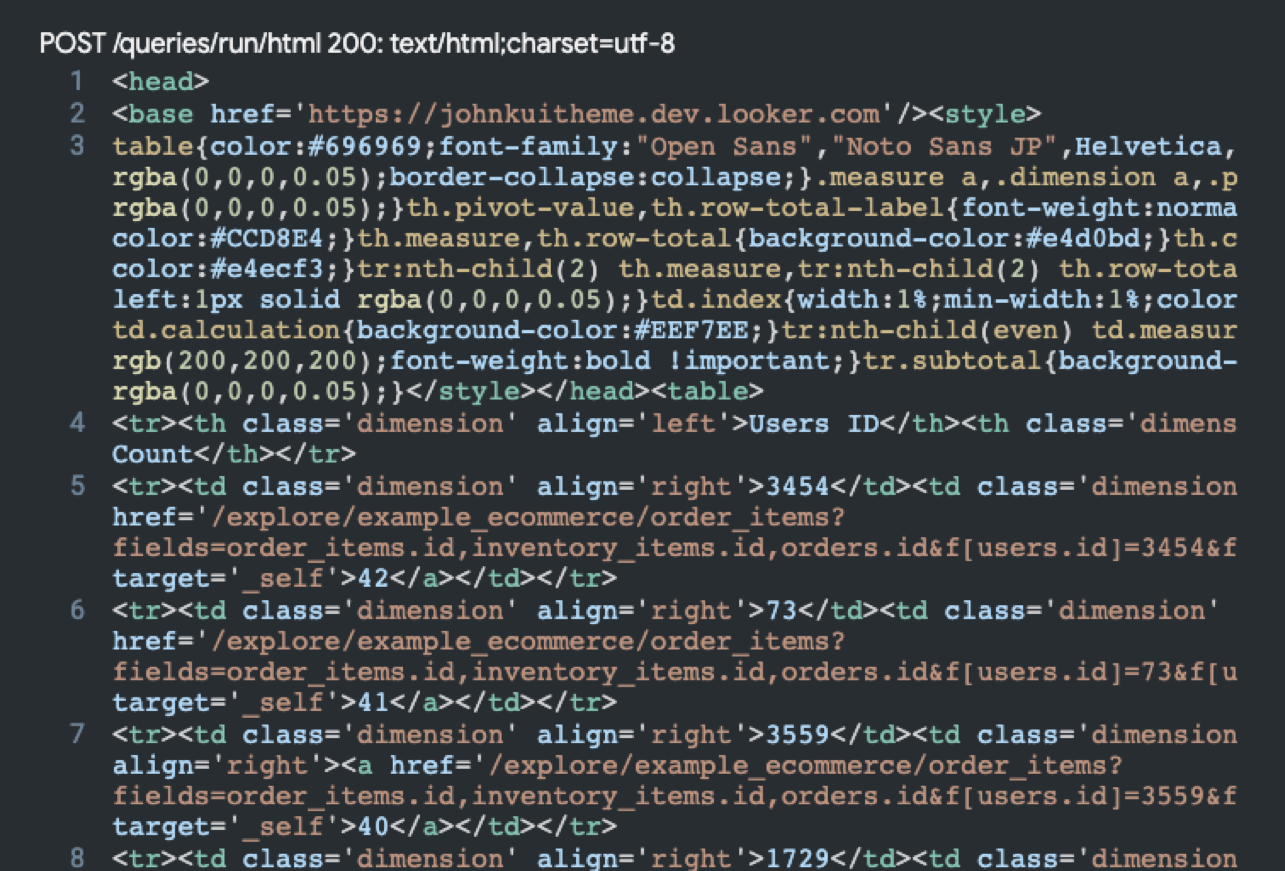 POST /queries/run/html 200: text/html;charset=utf-8
1 <head>
2 <base href='https://johnkuitheme.dev.looker.com'/><style>
3 table{color:#696969;font-family:"Open Sans","Noto Sans JP",Helvetica,
rgba(0,0,0,0.05);border-collapse:collapse;}.measure a,.dimension a,.p
rgba(0,0,0,0.05);}th.pivot-value,th.row-total-label{font-weight:norma
color:#CCD8E4;}th.measure,th.row-total{background-color:#e4d0bd;}th.c
color:#e4ecf3;}tr:nth-child(2) th.measure,tr:nth-child(2) th.row-tota
left:1px solid rgba(0,0,0,0.05);}td.index{width:1%;min-width:1%;color
td.calculation{background-color:#EEF7EE;}tr:nth-child(even) td.measur
rgb(200,200,200);font-weight:bold !important;}tr.subtotal{background-
rgba(0,0,0,0.05);}</style></head><table>
4 <tr><th class='dimension' align='left'>Users ID</th><th class='dimens
Count</th></tr>
5 <tr><td class='dimension' align='right'>3454</td><td class='dimension
href='/explore/example_ecommerce/order_items?
fields=order_items.id,inventory_items.id,orders.id&f[users.id]=3454&f
target='_self'>42</a></td></tr>
6 <tr><td class='dimension' align='right'>73</td><td class='dimension'
href='/explore/example_ecommerce/order_items?
fields=order_items.id,inventory_items.id,orders.id&f[users.id]=73&f[u
target='_self'>41</a></td></tr>
7 <tr><td class='dimension' align='right'>3559</td><td class='dimension
align='right'><a href='/explore/example_ecommerce/order_items?
fields=order_items.id,inventory_items.id,orders.id&f[users.id]=3559&f
target='_self'>40</a></td></tr>
8 <tr><td class='dimension' align='right'>1729</td><td class='dimension